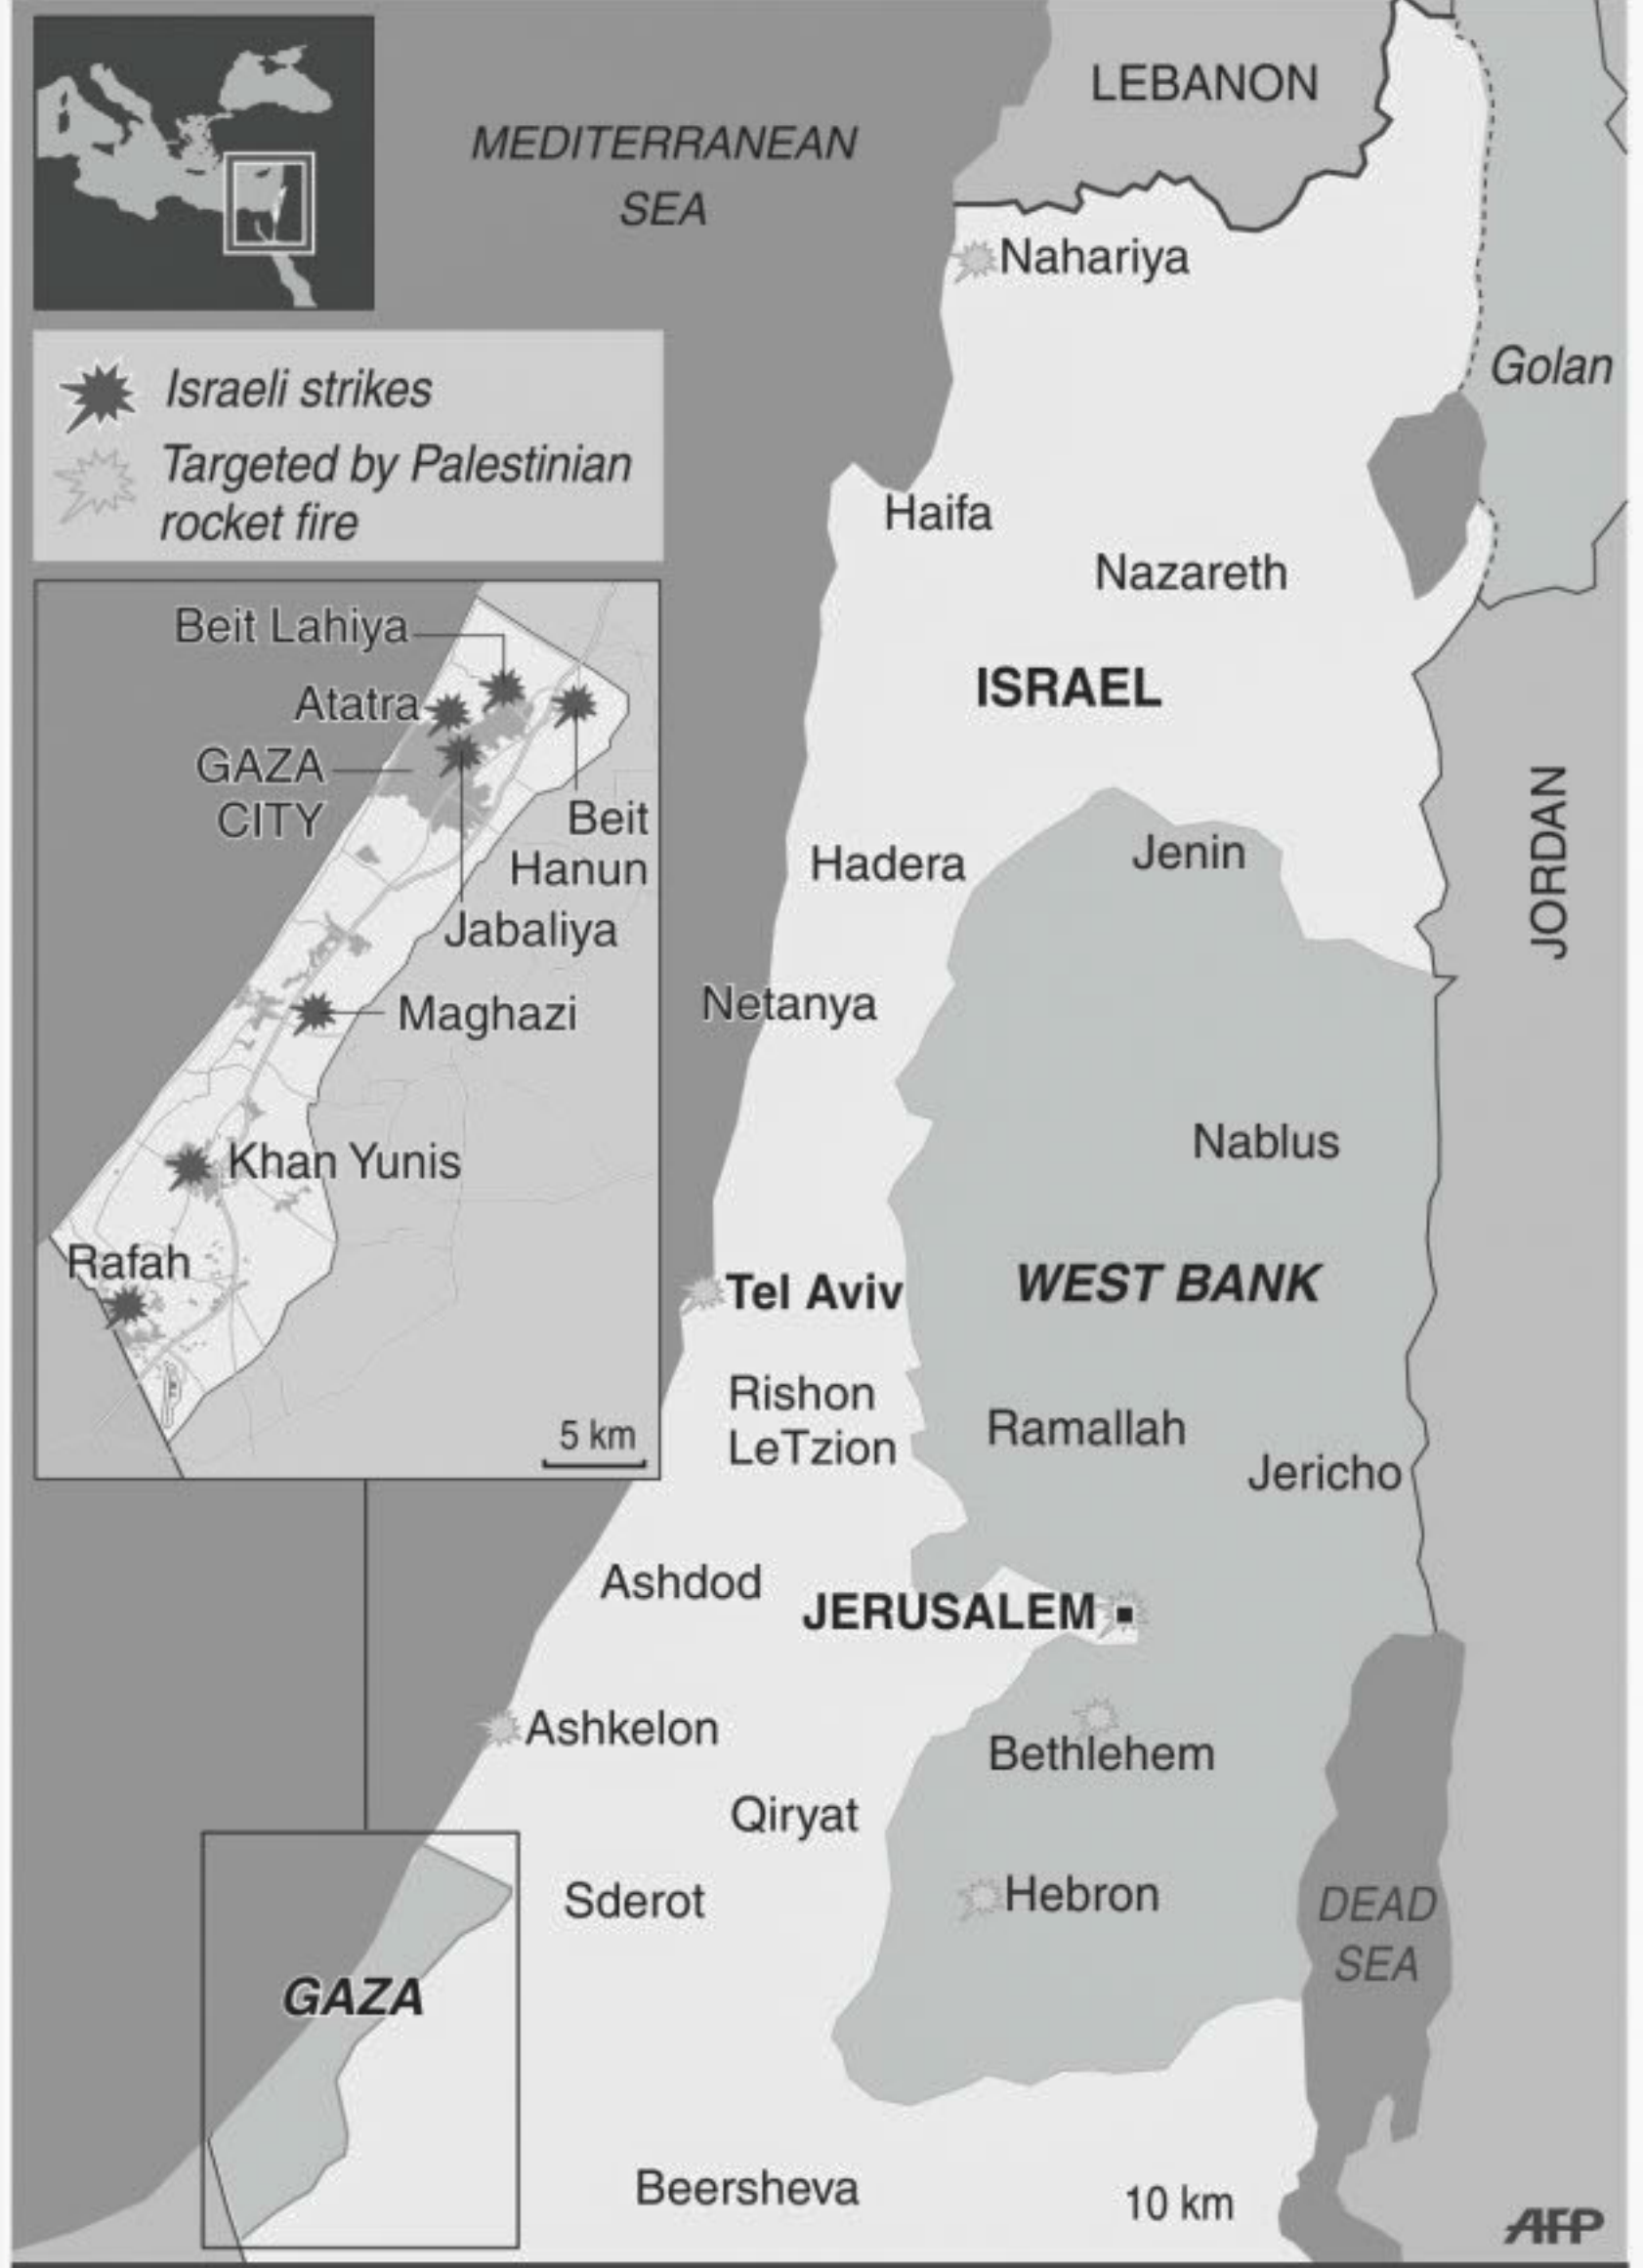 LEBANON
MEDITERRANEAN
SEA
Nahariya
Golan
Israeli strikes
Targeted by Palestinian
rocket fire
Haifa
Nazareth
ISRAEL
JORDAN
Beit Lahiya
Atatra
GAZA
CITY
Beit
Hanun
Jabaliya
Maghazi
Khan Yunis
Rafah
5 km
Hadera
Jenin
Netanya
Nablus
Tel Aviv
WEST BANK
Rishon
LeTzion
Ramallah
Jericho
Ashdod
JERUSALEM
Ashkelon
Bethlehem
Qiryat
Sderot
Hebron
DEAD
SEA
GAZA
Beersheva
10 km
AFP